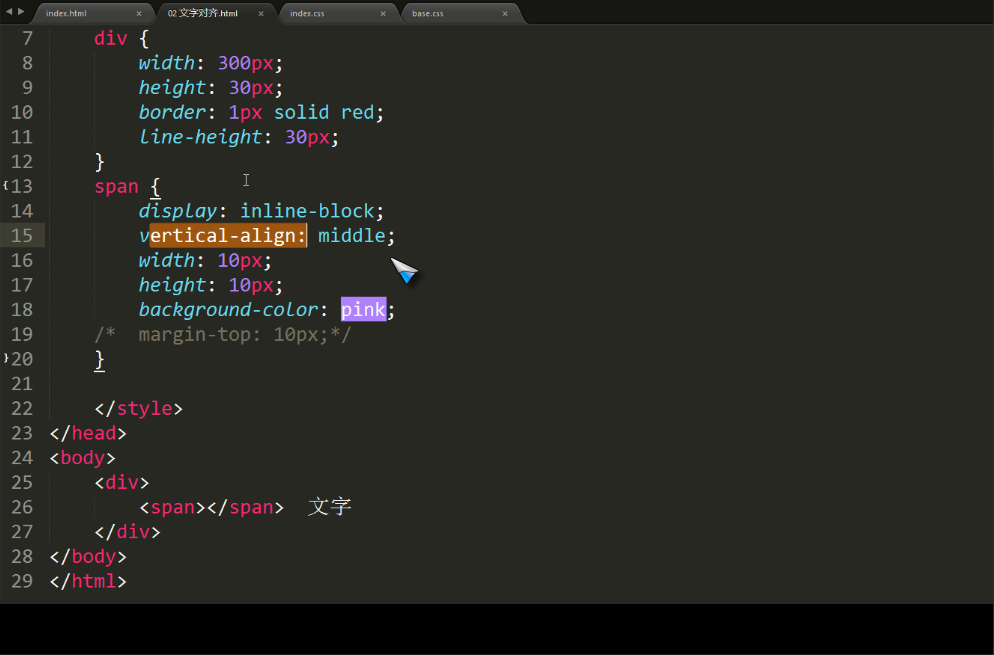 index.html × 02 文字对齐.html × index.css × base.css ×
7 div {
8 width: 300px;
9 height: 30px;
10 border: 1px solid red;
11 line-height: 30px;
12 }
13 span {
14 display: inline-block;
15 vertical-align: middle;
16 width: 10px;
17 height: 10px;
18 background-color: pink;
19 /* margin-top: 10px;*/
20 }
21
22 </style>
23 </head>
24 <body>
25 <div>
26 <span></span> 文字
27 </div>
28 </body>
29 </html>